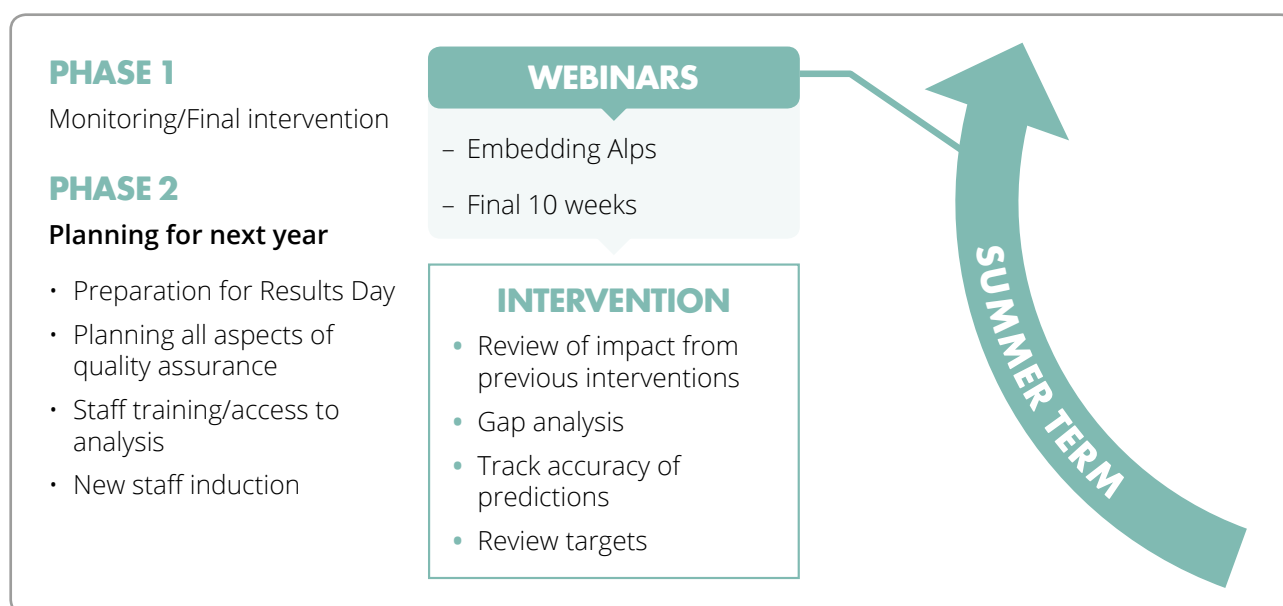 PHASE 1
Monitoring/Final intervention
PHASE 2
Planning for next year
• Preparation for Results Day
• Planning all aspects of
quality assurance
• Staff training/access to
analysis
• New staff induction
WEBINARS
– Embedding Alps
– Final 10 weeks
INTERVENTION
• Review of impact from
previous interventions
• Gap analysis
• Track accuracy of
predictions
• Review targets
SUMMER TERM